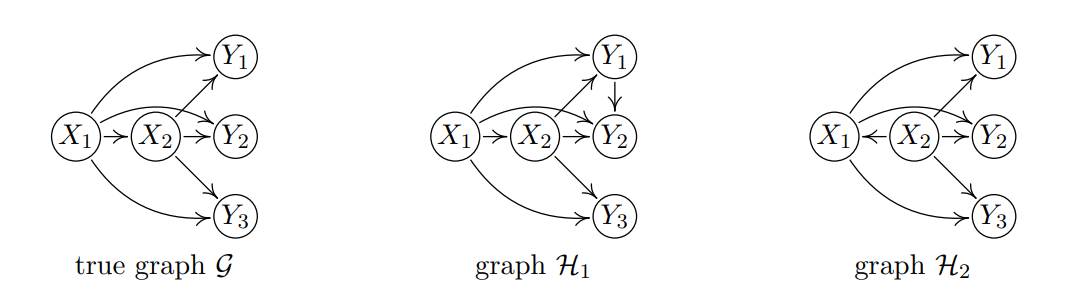 Y₁ Y₁ Y₁
X₁ X₂ Y₂ X₁ X₂ Y₂ X₁ X₂ Y₂
Y₃ Y₃ Y₃
true graph 𝒢 graph ℋ₁ graph ℋ₂